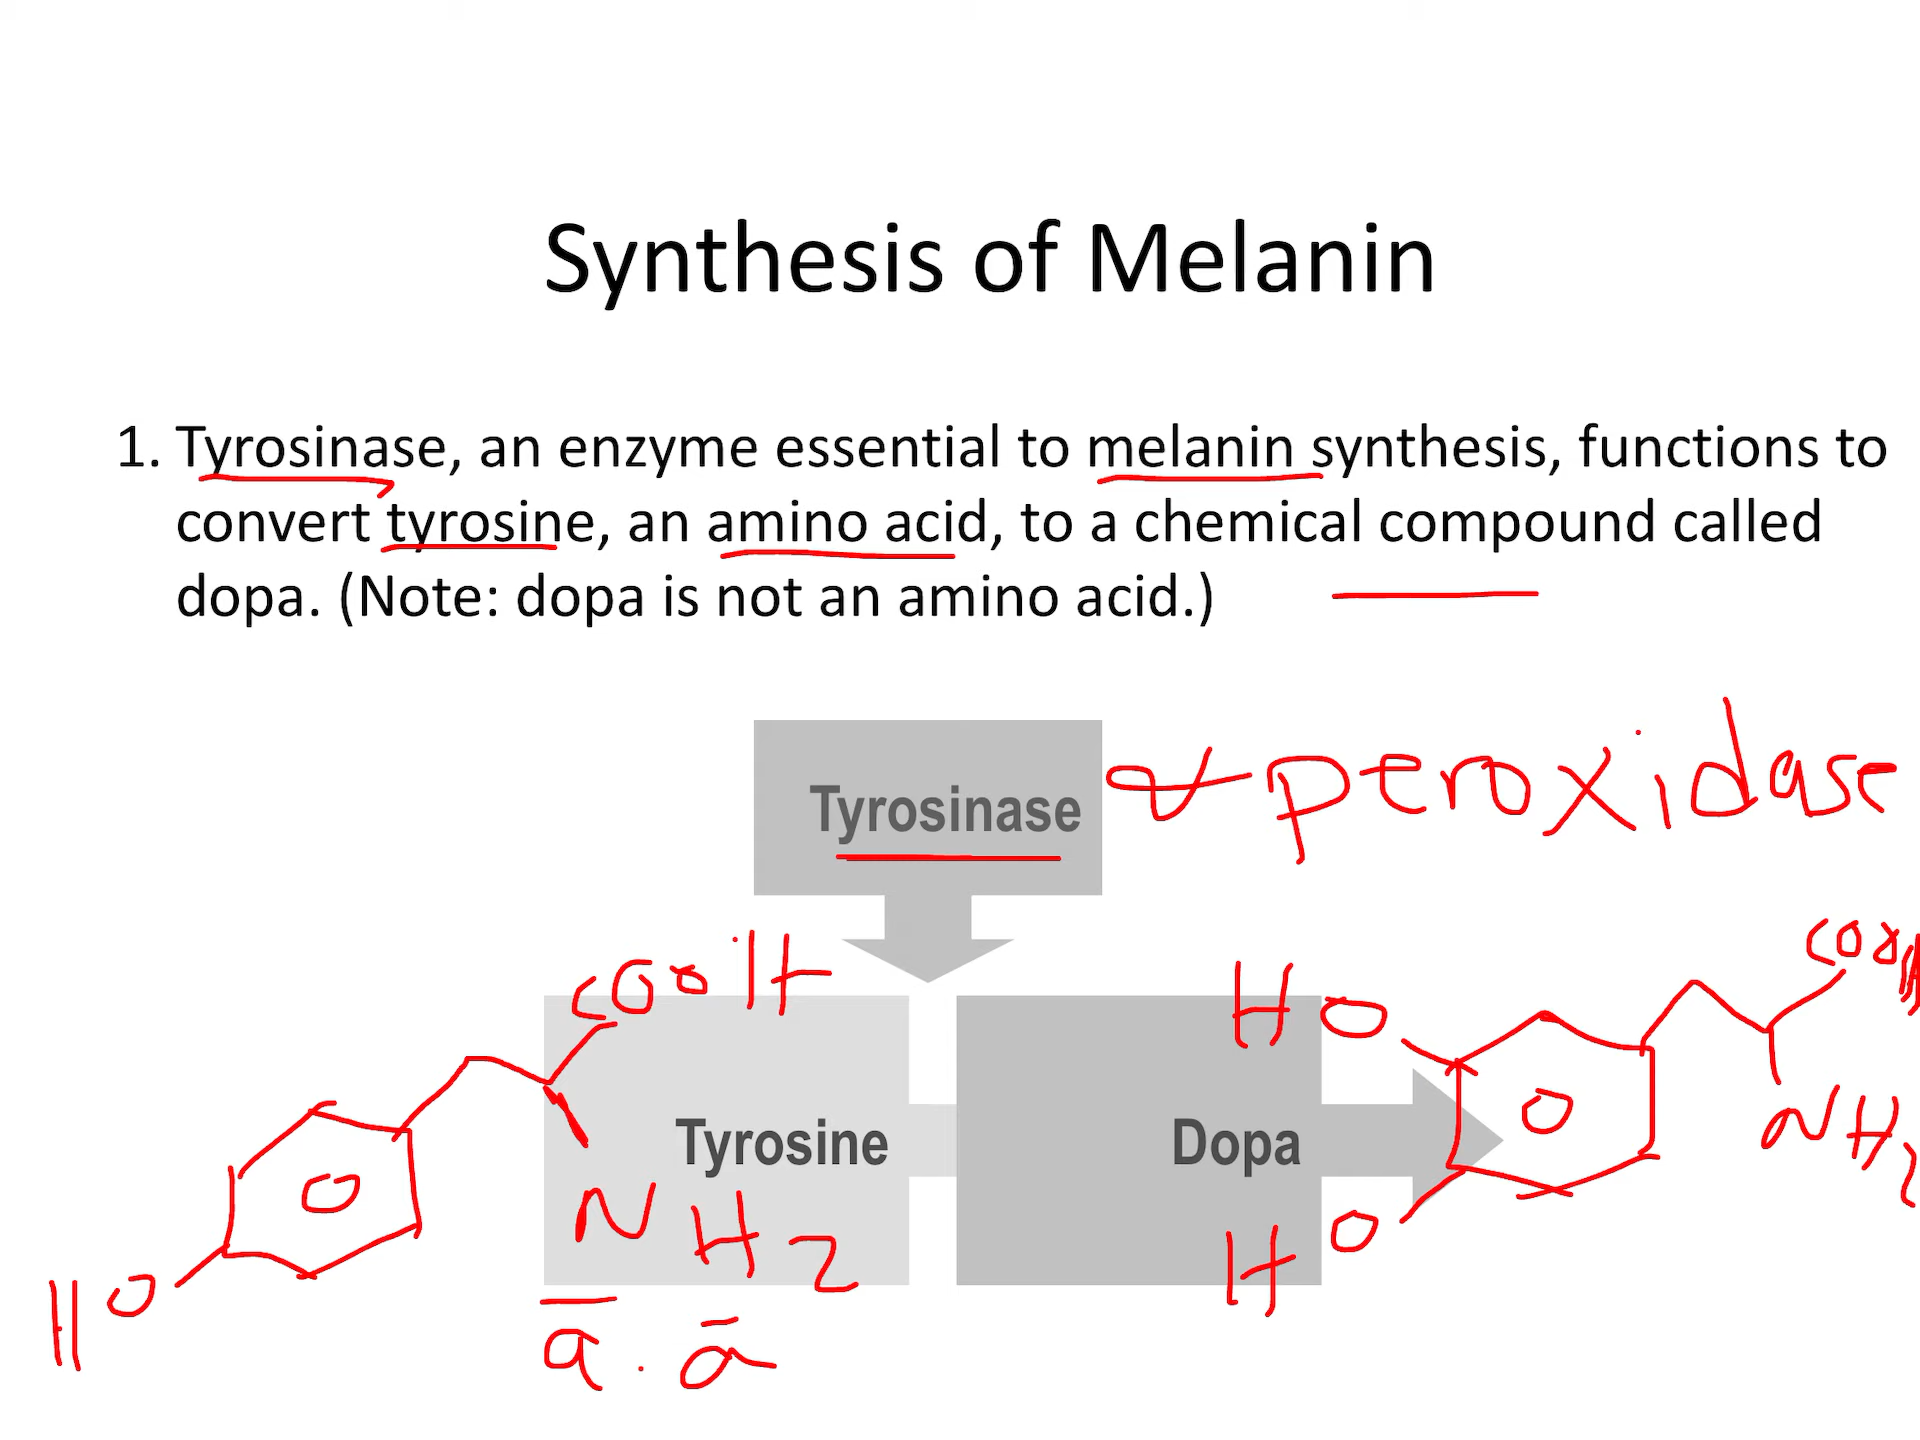 Synthesis of Melanin
1. Tyrosinase, an enzyme essential to melanin synthesis, functions to
convert tyrosine, an amino acid, to a chemical compound called
dopa. (Note: dopa is not an amino acid.)
Tyrosinase & peroxidase
COOH
COOH
HO
Tyrosine
Dopa
NH2
NH2
HO
HO
a.a